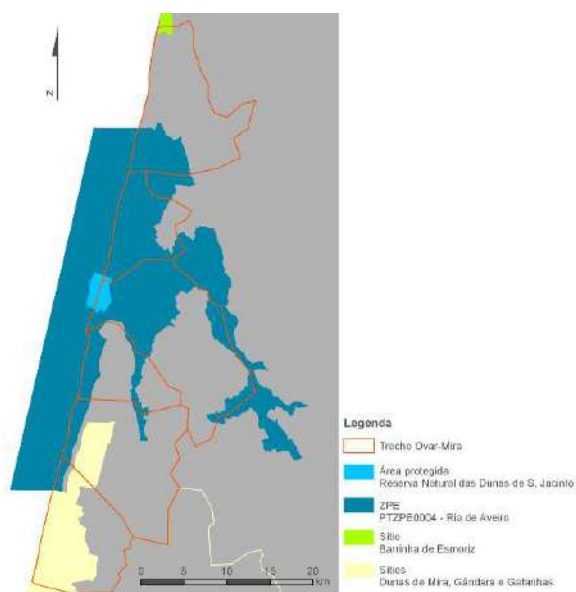 N
Legenda
Trecho Ovar-Mira
Área protegida
Reserva Natural das Dunas de S. Jacinto
ZPE
PTZPE0004 - Ria de Aveiro
Sítio
Barrinha de Esmoriz
Sítios
Dunas de Mira, Gândara e Gafanhas
0 5 10 15 20
km